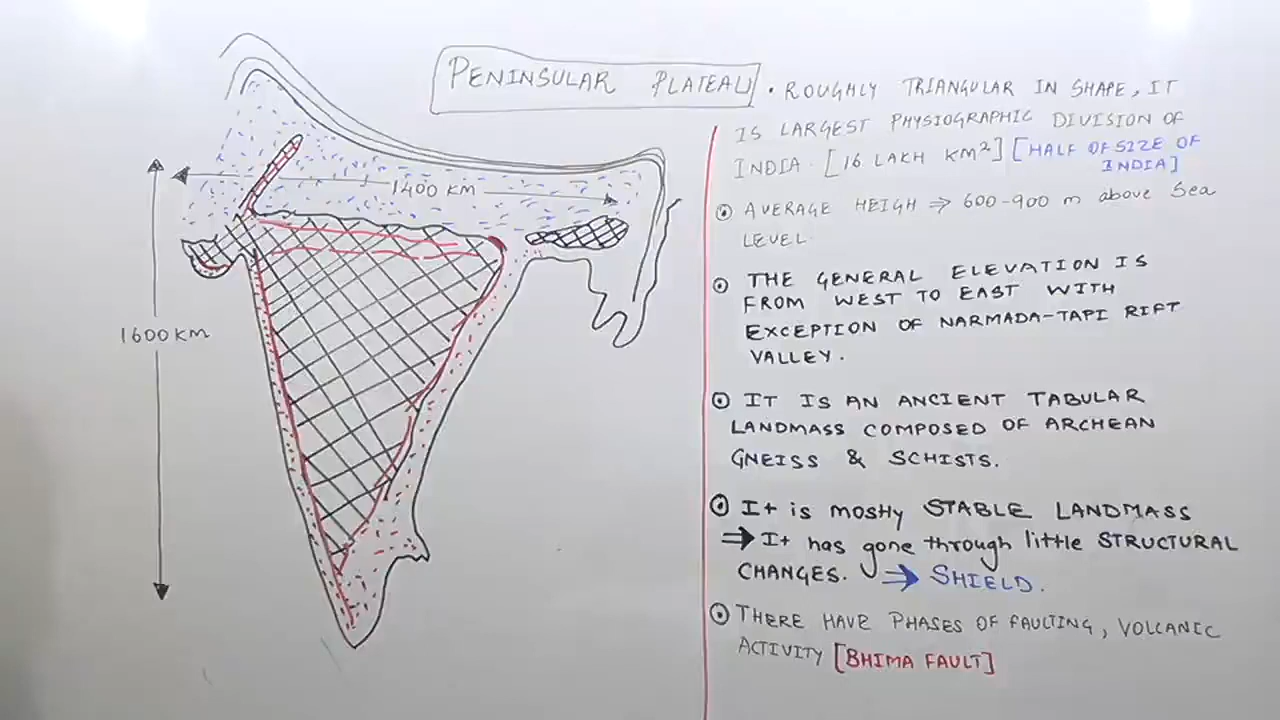 PENINSULAR PLATEAU
1400 KM
1600 KM
• ROUGHLY TRIANGULAR IN SHAPE, IT
IS LARGEST PHYSIOGRAPHIC DIVISION OF
INDIA. [16 LAKH KM²] [HALF OF SIZE OF
INDIA]
⊙ AVERAGE HEIGH ⇒ 600-900 m above Sea
LEVEL.
⊙ THE GENERAL ELEVATION IS
FROM WEST TO EAST WITH
EXCEPTION OF NARMADA-TAPI RIFT
VALLEY.
⊙ IT IS AN ANCIENT TABULAR
LANDMASS COMPOSED OF ARCHEAN
GNEISS & SCHISTS.
⊙ It is mostly STABLE LANDMASS
⇒ It has gone through little STRUCTURAL
CHANGES. ⇒ SHIELD.
⊙ THERE HAVE PHASES OF FAULTING, VOLCANIC
ACTIVITY [BHIMA FAULT]